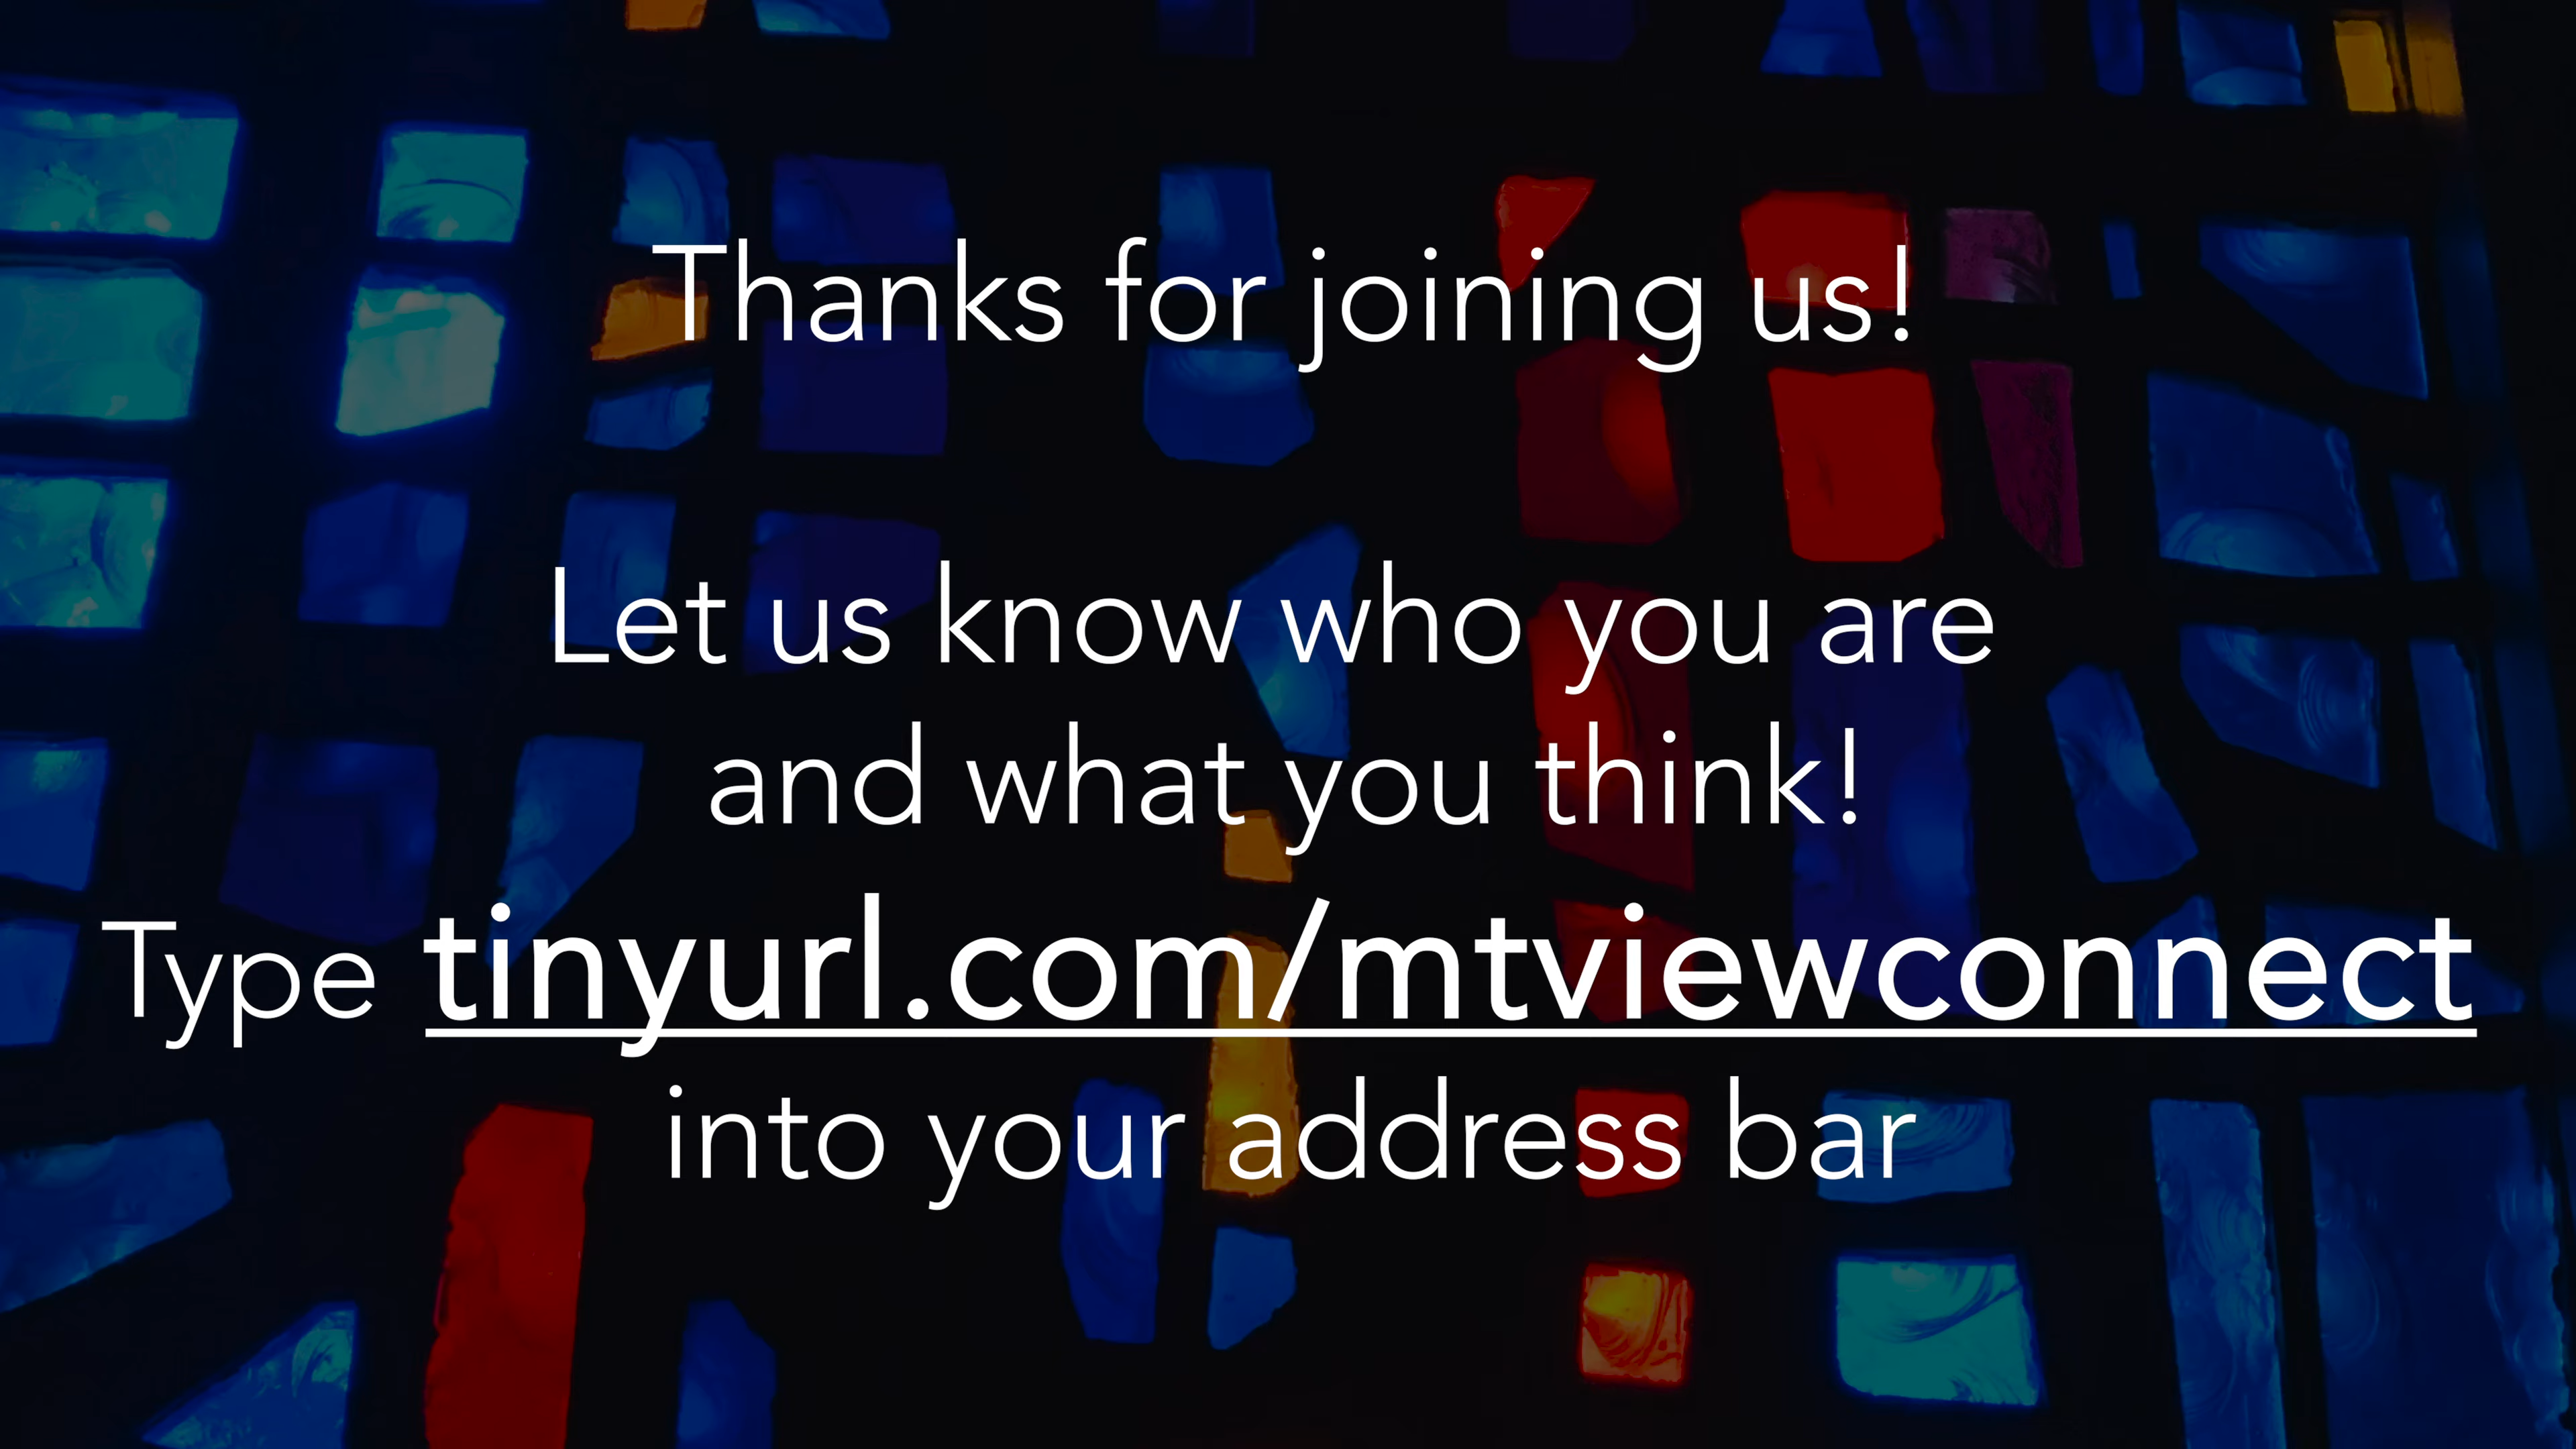 Thanks for joining us!
Let us know who you are
and what you think!
Type tinyurl.com/mtviewconnect
into your address bar